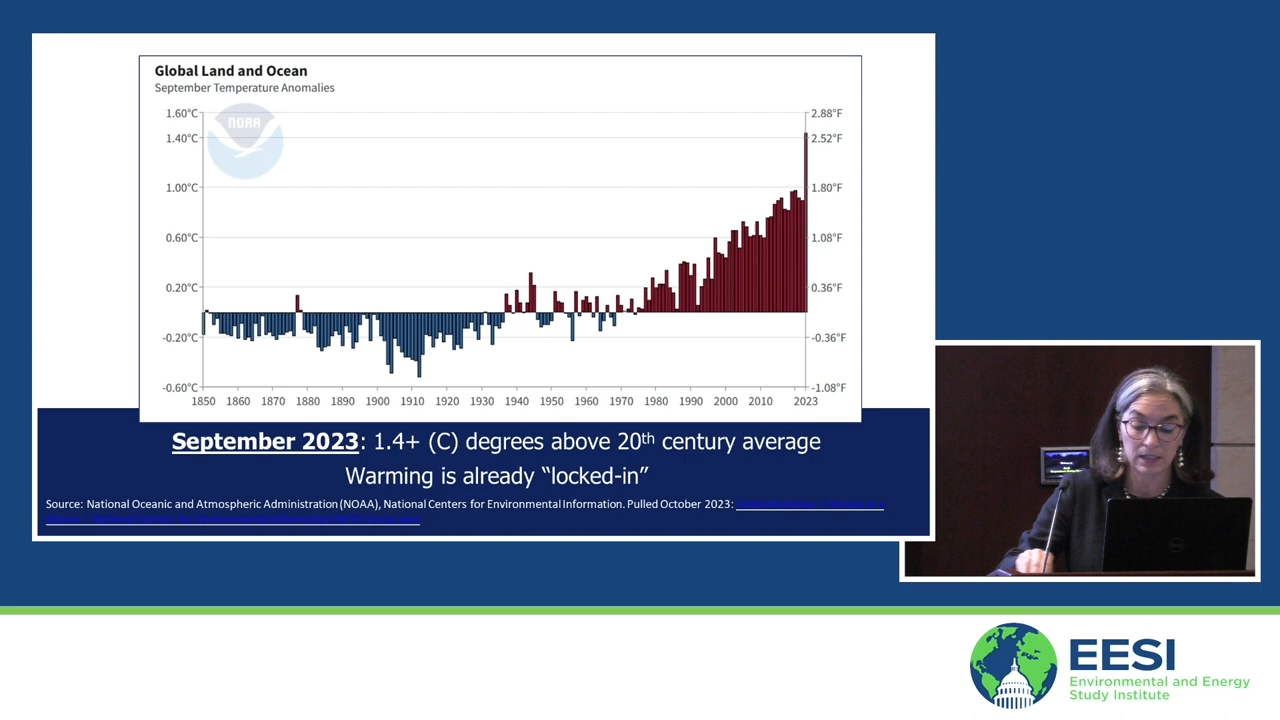 Global Land and Ocean
September Temperature Anomalies
NOAA
1.60°C
2.88°F
1.40°C
2.52°F
1.00°C
1.80°F
0.60°C
1.08°F
0.20°C
0.36°F
-0.20°C
-0.36°F
-0.60°C
-1.08°F
1850 1860 1870 1880 1890 1900 1910 1920 1930 1940 1950 1960 1970 1980 1990 2000 2010 2023
September 2023: 1.4+ (C) degrees above 20th century average
Warming is already “locked-in”
Source: National Oceanic and Atmospheric Administration (NOAA), National Centers for Environmental Information. Pulled October 2023:
EESI
Environmental and Energy
Study Institute